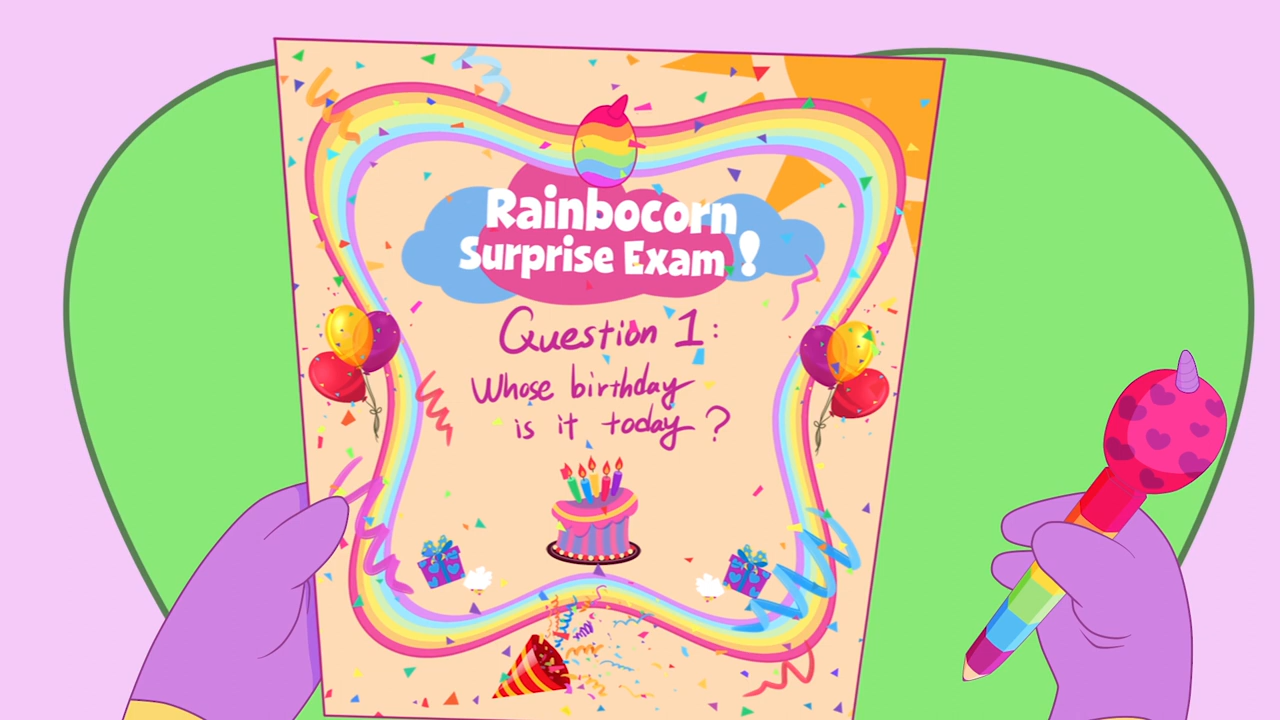 Rainbocorn
Surprise Exam!
Question 1:
Whose birthday
is it today?